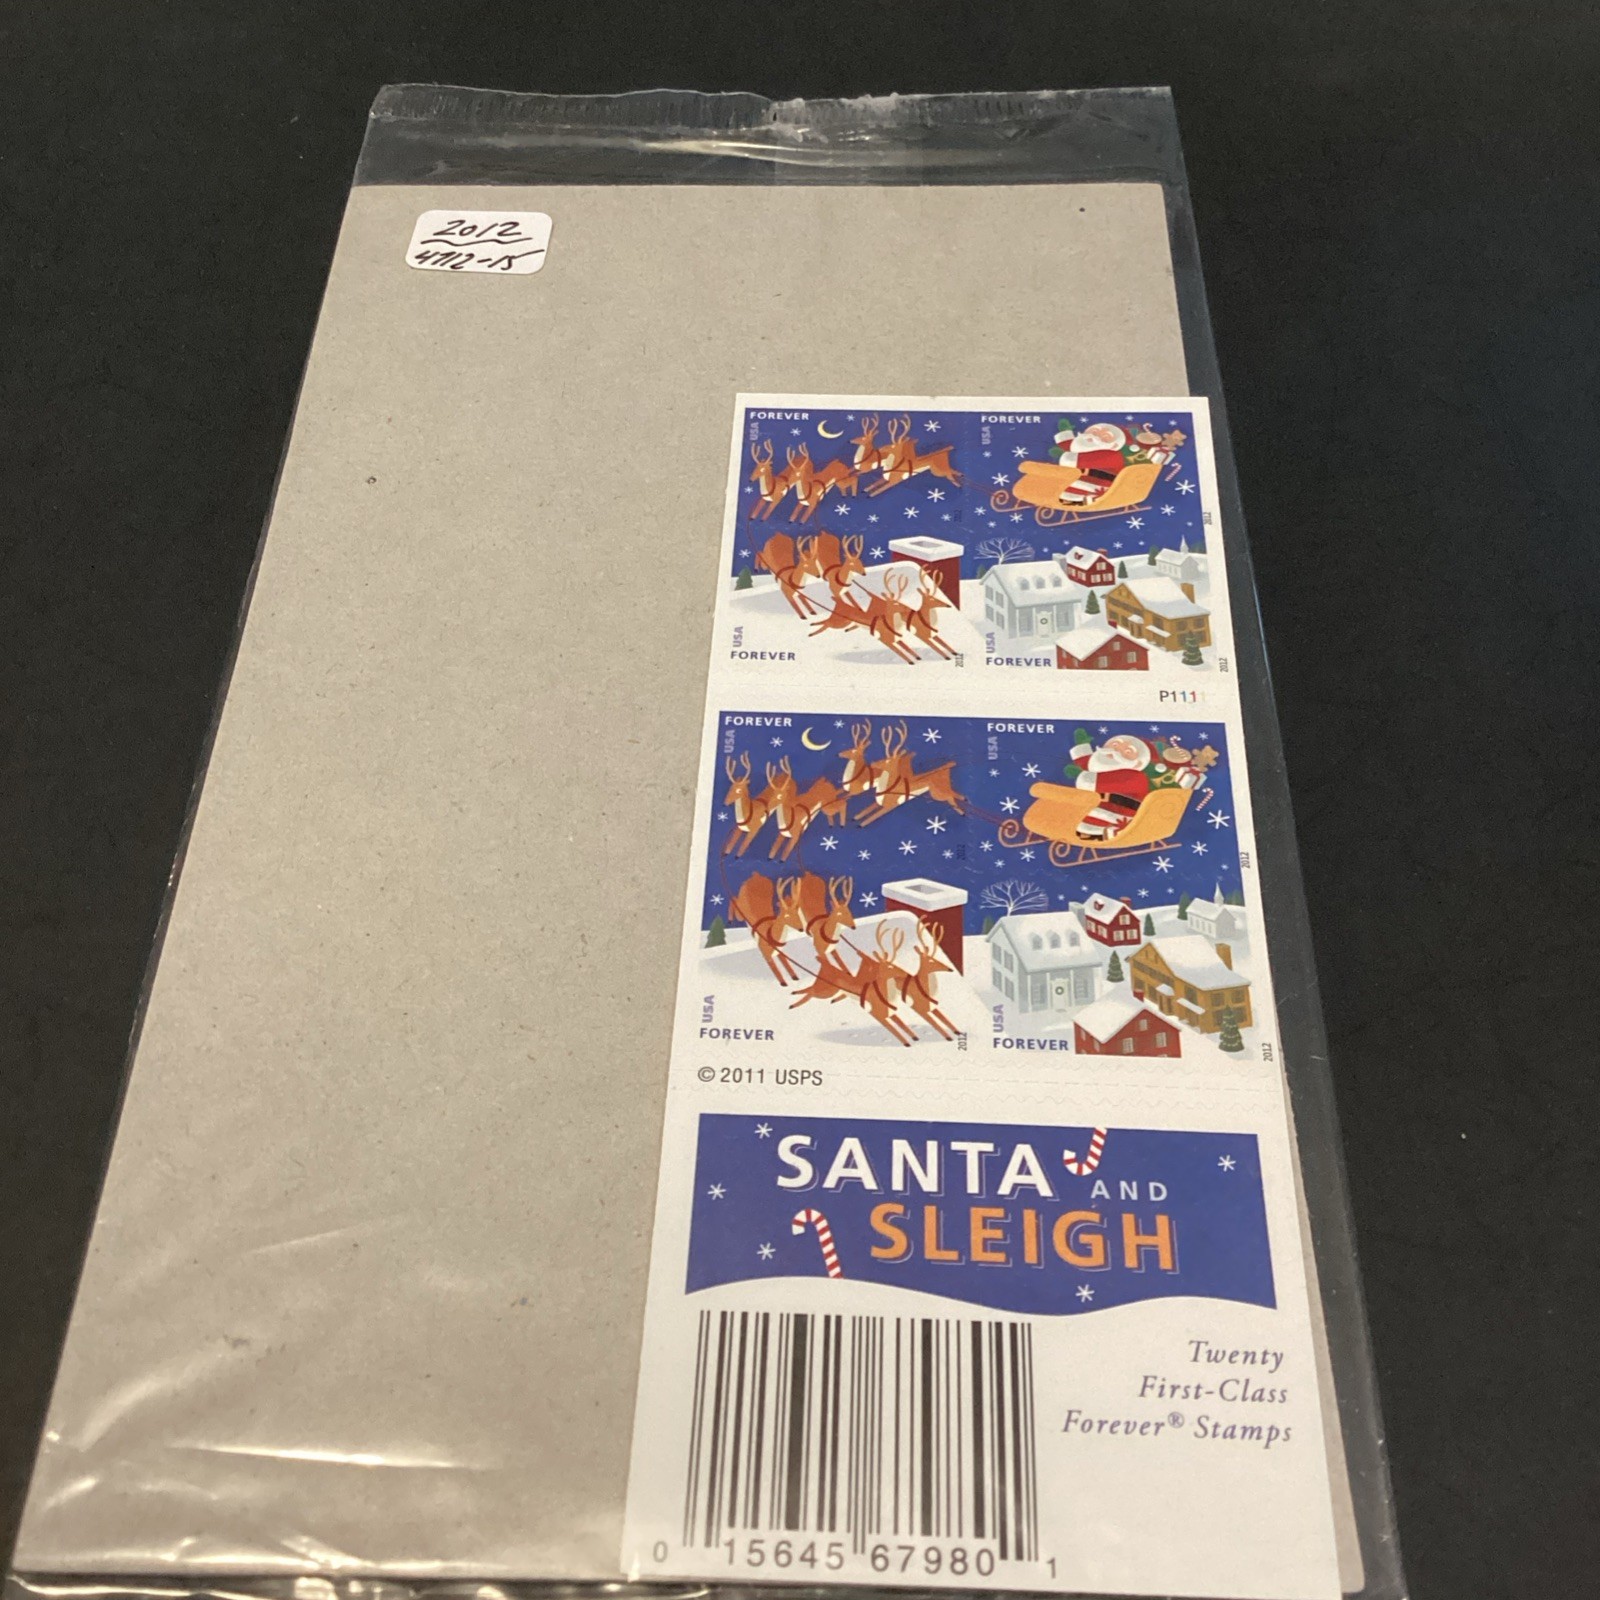 2012
4712-15
FOREVER
USA
2012
FOREVER
USA
2012
USA
FOREVER
2012
USA
FOREVER
2012
P1111
FOREVER
USA
2012
FOREVER
USA
2012
USA
FOREVER
2012
USA
FOREVER
2012
© 2011 USPS
SANTA AND
SLEIGH
Twenty
First-Class
Forever® Stamps
0 15645 67980 1